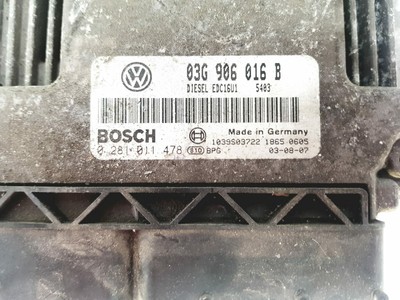 03G 906 016 B
DIESEL EDC16U1 5403
BOSCH
Made in Germany
1039S03722 1865 0605
0 281 011 478 010 BPG 03-08-07